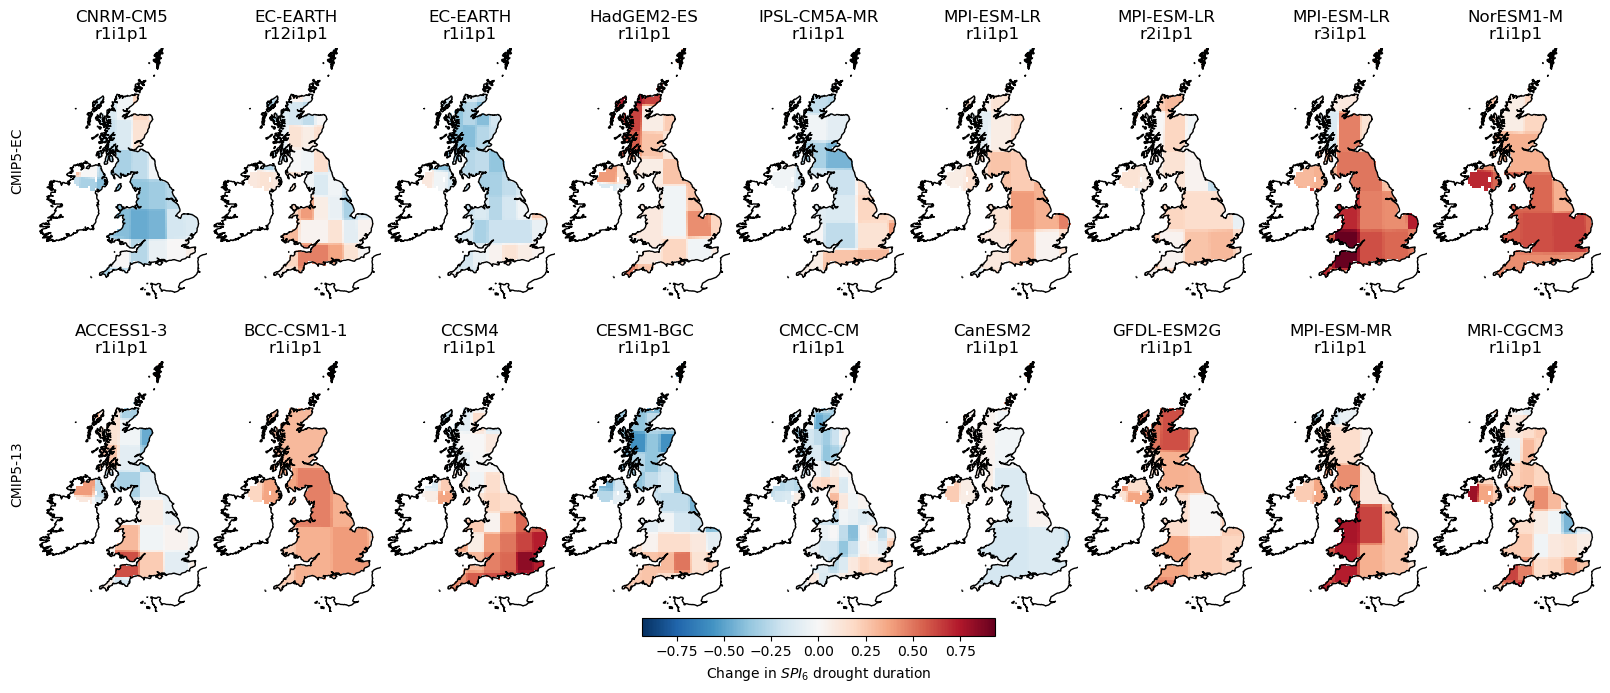 CNRM-CM5 EC-EARTH EC-EARTH HadGEM2-ES IPSL-CM5A-MR MPI-ESM-LR MPI-ESM-LR MPI-ESM-LR NorESM1-M
r1i1p1 r12i1p1 r1i1p1 r1i1p1 r1i1p1 r1i1p1 r2i1p1 r3i1p1 r1i1p1
CMIP5-EC
ACCESS1-3 BCC-CSM1-1 CCSM4 CESM1-BGC CMCC-CM CanESM2 GFDL-ESM2G MPI-ESM-MR MRI-CGCM3
r1i1p1 r1i1p1 r1i1p1 r1i1p1 r1i1p1 r1i1p1 r1i1p1 r1i1p1 r1i1p1
CMIP5-13
−0.75 −0.50 −0.25 0.00 0.25 0.50 0.75
Change in SPI₆ drought duration